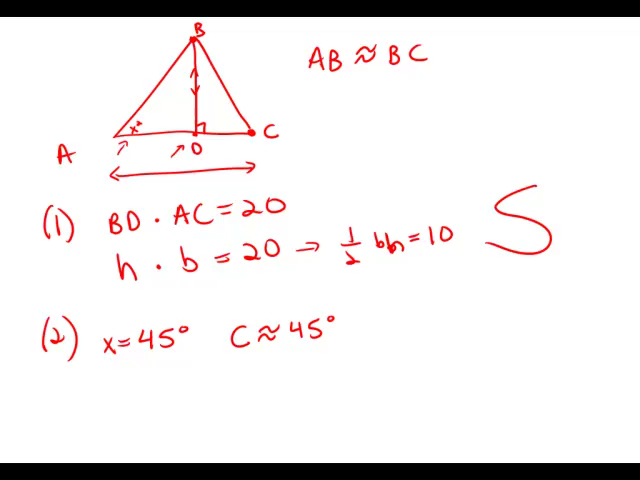 B
AB ≈ BC
x°
A
D
C
(1) BD · AC = 20
h · b = 20 → 1/2 bh = 10
S
(2) x = 45° C ≈ 45°